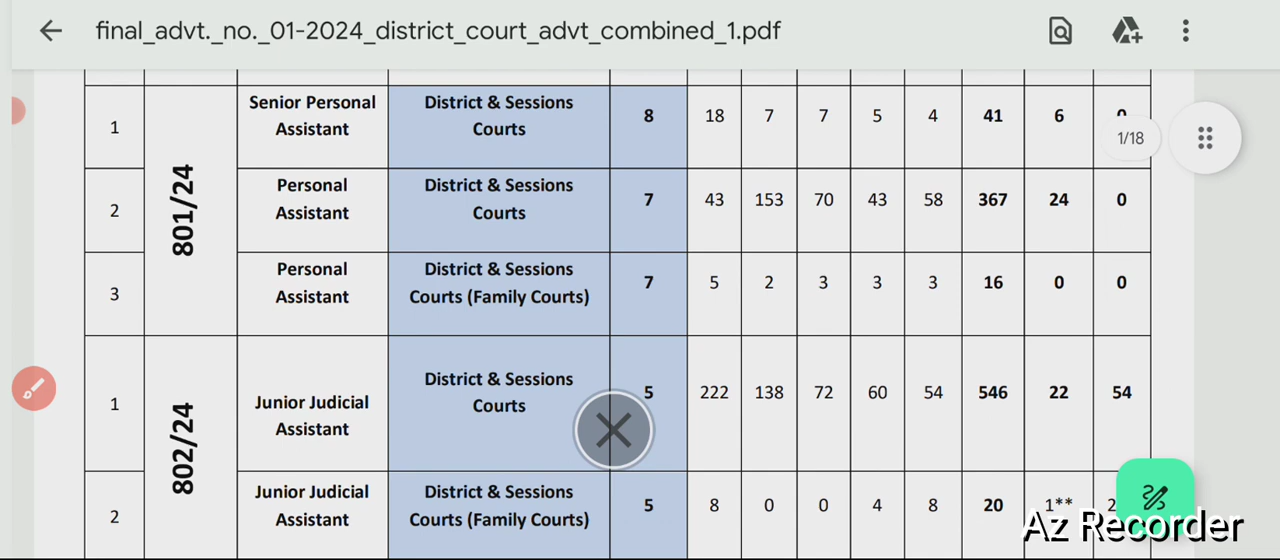 final_advt._no._01-2024_district_court_advt_combined_1.pdf
1/18
801/24
1 Senior Personal Assistant District & Sessions Courts 8 18 7 7 5 4 41 6
2 Personal Assistant District & Sessions Courts 7 43 153 70 43 58 367 24 0
3 Personal Assistant District & Sessions Courts (Family Courts) 7 5 2 3 3 3 16 0 0
802/24
1 Junior Judicial Assistant District & Sessions Courts 5 222 138 72 60 54 546 22 54
2 Junior Judicial Assistant District & Sessions Courts (Family Courts) 5 8 0 0 4 8 20 1**
Az Recorder